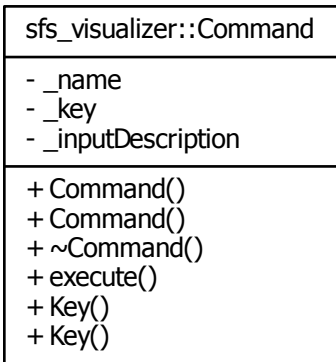 sfs_visualizer::Command
- _name
- _key
- _inputDescription
+ Command()
+ Command()
+ ~Command()
+ execute()
+ Key()
+ Key()